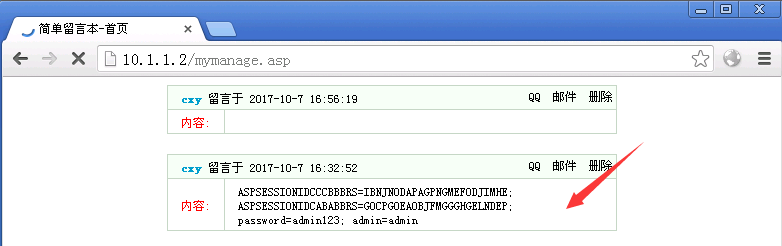 简单留言本-首页
10.1.1.2/mymanage.asp
cxy 留言于 2017-10-7 16:56:19 QQ 邮件 删除
内容:
cxy 留言于 2017-10-7 16:32:52 QQ 邮件 删除
ASPSESSIONIDCCCBBBRS=IBNJNODAPAGPNGMEFODJIMHE;
内容: ASPSESSIONIDCABABBRS=GOCPGOEAOBJFMGGGHGELNDEP;
password=admin123; admin=admin